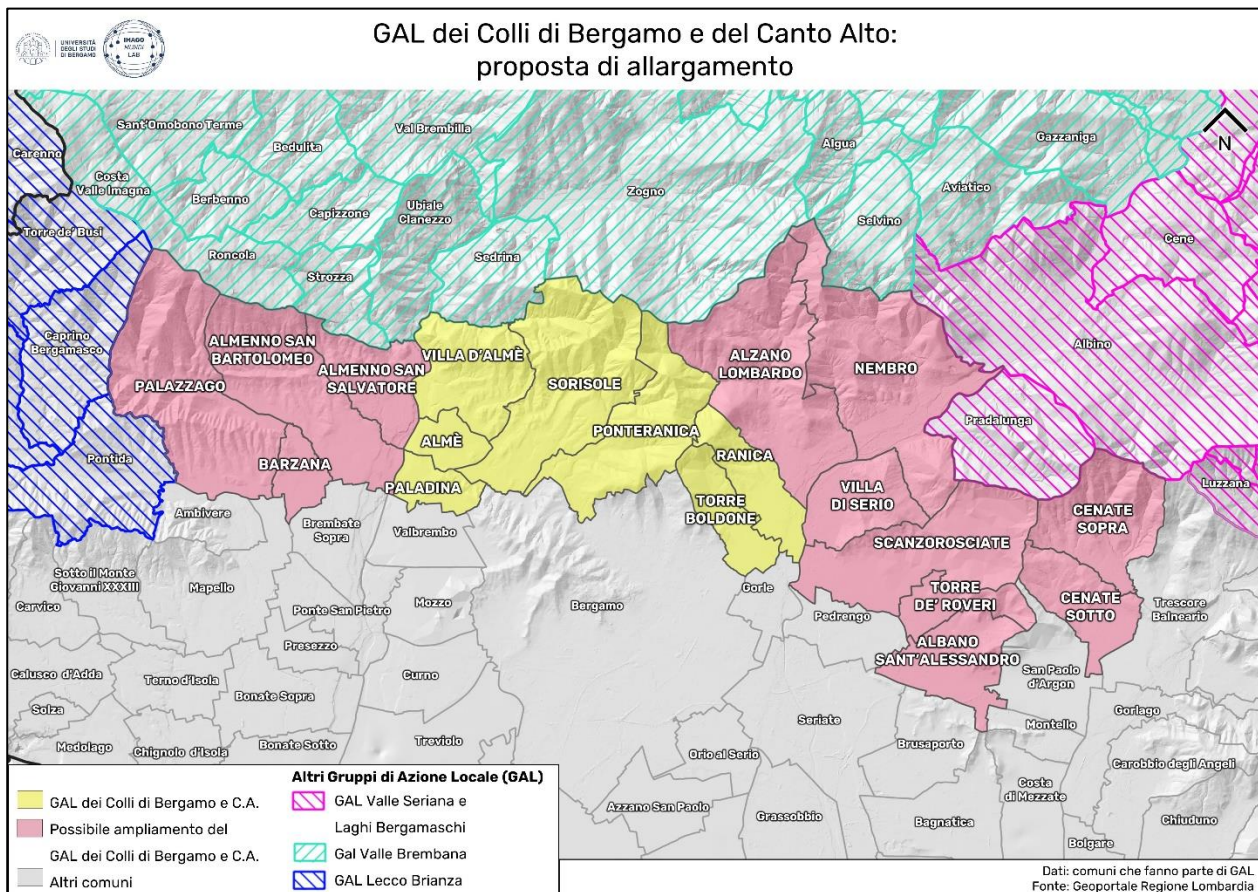 UNIVERSITÀ
DEGLI STUDI
DI BERGAMO
IMAGO
MUNDI
LAB
GAL dei Colli di Bergamo e del Canto Alto:
proposta di allargamento
N
Sant'Omobono Terme
Val Brembilla
Bedulita
Algua
Gazzaniga
Carenno
Costa
Valle Imagna
Berbenno
Capizzone
Ubiale
Clanezzo
Zogno
Aviatico
Selvino
Torre de' Busi
Roncola
Strozza
Sedrina
Cene
Caprino
Bergamasco
ALMENNO SAN
BARTOLOMEO
VILLA D'ALMÈ
ALZANO
LOMBARDO
NEMBRO
Albino
PALAZZAGO
ALMENNO SAN
SALVATORE
SORISOLE
Pradalunga
Pontida
BARZANA
ALMÈ
PONTERANICA
RANICA
Luzzana
PALADINA
TORRE
BOLDONE
VILLA
DI SERIO
CENATE
SOPRA
Ambivere
Brembate
Sopra
Valbrembo
SCANZOROSCIATE
Sotto il Monte
Giovanni XXXIII
Mapello
Gorle
TORRE
DE' ROVERI
CENATE
SOTTO
Carvico
Ponte San Pietro
Mozzo
Bergamo
Pedrengo
Trescore
Balneario
Presezzo
ALBANO
SANT'ALESSANDRO
Calusco d'Adda
Terno d'Isola
Bonate Sopra
Curno
San Paolo
d'Argon
Solza
Seriate
Montello
Gorlago
Medolago
Chignolo d'Isola
Bonate Sotto
Treviolo
Orio al Serio
Brusaporto
Carobbio degli Angeli
Azzano San Paolo
Grassobbio
Costa
di Mezzate
Bagnatica
Chiuduno
Bolgare
GAL dei Colli di Bergamo e C.A.
Possibile ampliamento del
GAL dei Colli di Bergamo e C.A.
Altri comuni
Altri Gruppi di Azione Locale (GAL)
GAL Valle Seriana e
Laghi Bergamaschi
Gal Valle Brembana
GAL Lecco Brianza
Dati: comuni che fanno parte di GAL
Fonte: Geoportale Regione Lombardia